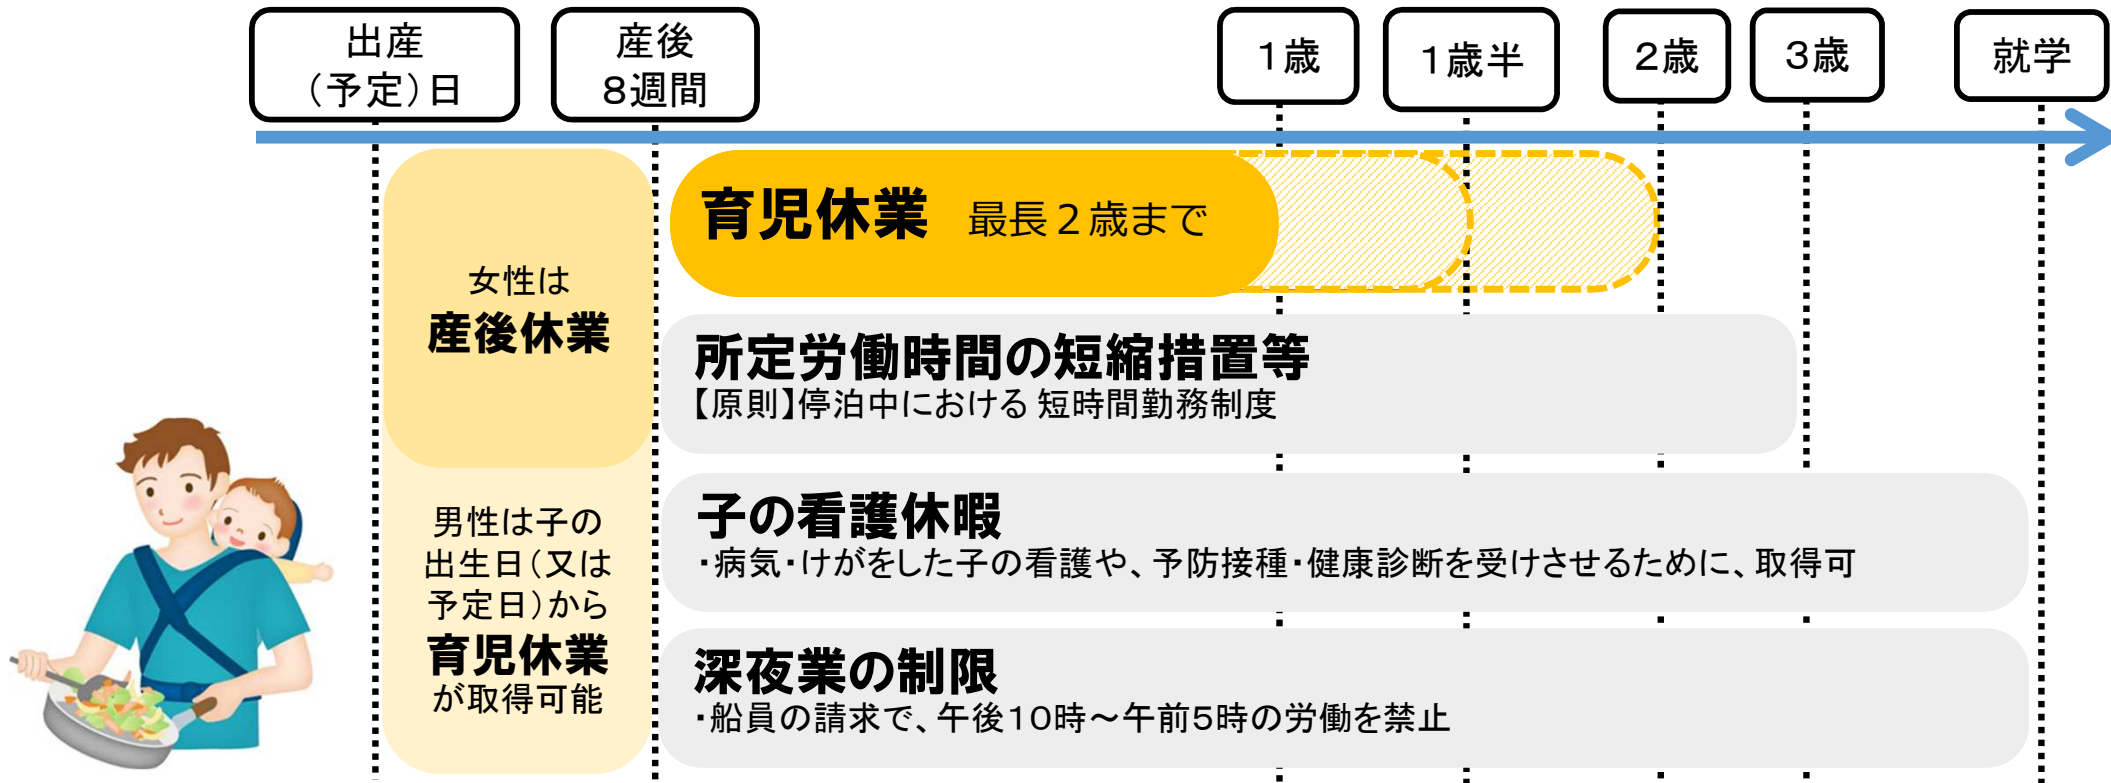 出産
(予定)日
産後
8週間
1歳
1歳半
2歳
3歳
就学
女性は
産後休業
男性は子の
出生日(又は
予定日)から
育児休業
が取得可能
育児休業 最長2歳まで
所定労働時間の短縮措置等
【原則】停泊中における 短時間勤務制度
子の看護休暇
・病気・けがをした子の看護や、予防接種・健康診断を受けさせるために、取得可
深夜業の制限
・船員の請求で、午後10時～午前5時の労働を禁止